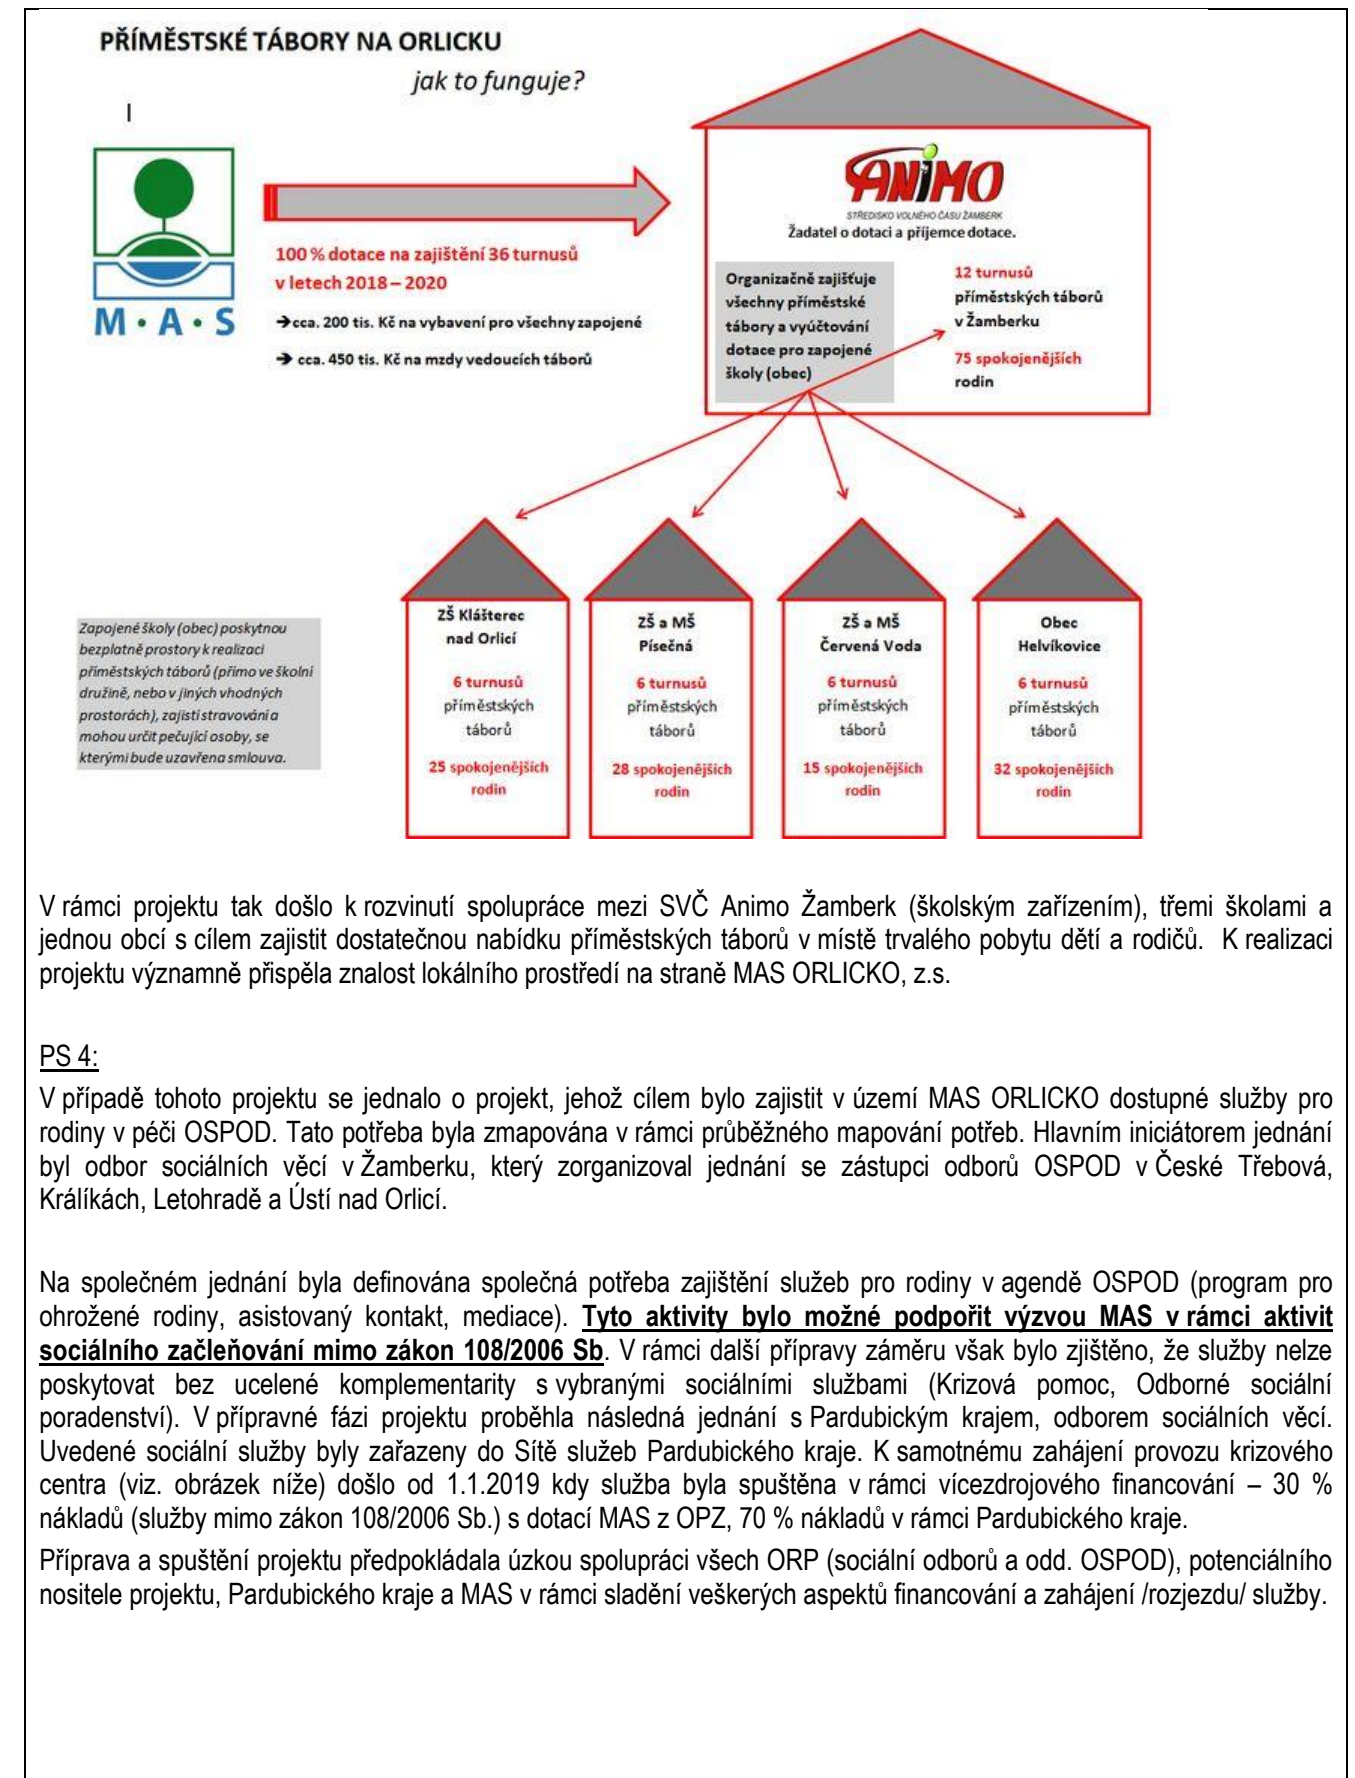 PŘÍMĚSTSKÉ TÁBORY NA ORLICKU
jak to funguje?
M • A • S
100 % dotace na zajištění 36 turnusů
v letech 2018 – 2020
➔cca. 200 tis. Kč na vybavení pro všechny zapojené
➔ cca. 450 tis. Kč na mzdy vedoucích táborů
ANIMO
STŘEDISKO VOLNÉHO ČASU ŽAMBERK
Žadatel o dotaci a příjemce dotace.
Organizačně zajišťuje
všechny příměstské
tábory a vyúčtování
dotace pro zapojené
školy (obec)
12 turnusů
příměstských táborů
v Žamberku
75 spokojenějších
rodin
Zapojené školy (obec) poskytnou
bezplatně prostory k realizaci
příměstských táborů (přímo ve školní
družině, nebo v jiných vhodných
prostorách), zajistí stravování a
mohou určit pečující osoby, se
kterými bude uzavřena smlouva.
ZŠ Klášterec
nad Orlicí
6 turnusů
příměstských
táborů
25 spokojenějších
rodin
ZŠ a MŠ
Písečná
6 turnusů
příměstských
táborů
28 spokojenějších
rodin
ZŠ a MŠ
Červená Voda
6 turnusů
příměstských
táborů
15 spokojenějších
rodin
Obec
Helvíkovice
6 turnusů
příměstských
táborů
32 spokojenějších
rodin
V rámci projektu tak došlo k rozvinutí spolupráce mezi SVČ Animo Žamberk (školským zařízením), třemi školami a
jednou obcí s cílem zajistit dostatečnou nabídku příměstských táborů v místě trvalého pobytu dětí a rodičů. K realizaci
projektu významně přispěla znalost lokálního prostředí na straně MAS ORLICKO, z.s.
PS 4:
V případě tohoto projektu se jednalo o projekt, jehož cílem bylo zajistit v území MAS ORLICKO dostupné služby pro
rodiny v péči OSPOD. Tato potřeba byla zmapována v rámci průběžného mapování potřeb. Hlavním iniciátorem jednání
byl odbor sociálních věcí v Žamberku, který zorganizoval jednání se zástupci odborů OSPOD v České Třebové,
Králíkách, Letohradě a Ústí nad Orlicí.
Na společném jednání byla definována společná potřeba zajištění služeb pro rodiny v agendě OSPOD (program pro
ohrožené rodiny, asistovaný kontakt, mediace). Tyto aktivity bylo možné podpořit výzvou MAS v rámci aktivit
sociálního začleňování mimo zákon 108/2006 Sb. V rámci další přípravy záměru však bylo zjištěno, že služby nelze
poskytovat bez ucelené komplementarity s vybranými sociálními službami (Krizová pomoc, Odborné sociální
poradenství). V přípravné fázi projektu proběhla následná jednání s Pardubickým krajem, odborem sociálních věcí.
Uvedené sociální služby byly zařazeny do Sítě služeb Pardubického kraje. K samotnému zahájení provozu krizového
centra (viz. obrázek níže) došlo od 1.1.2019 kdy služba byla spuštěna v rámci vícezdrojového financování – 30 %
nákladů (služby mimo zákon 108/2006 Sb.) s dotací MAS z OPZ, 70 % nákladů v rámci Pardubického kraje.
Příprava a spuštění projektu předpokládala úzkou spolupráci všech ORP (sociální odborů a odd. OSPOD), potenciálního
nositele projektu, Pardubického kraje a MAS v rámci sladění veškerých aspektů financování a zahájení /rozjezdu/ služby.